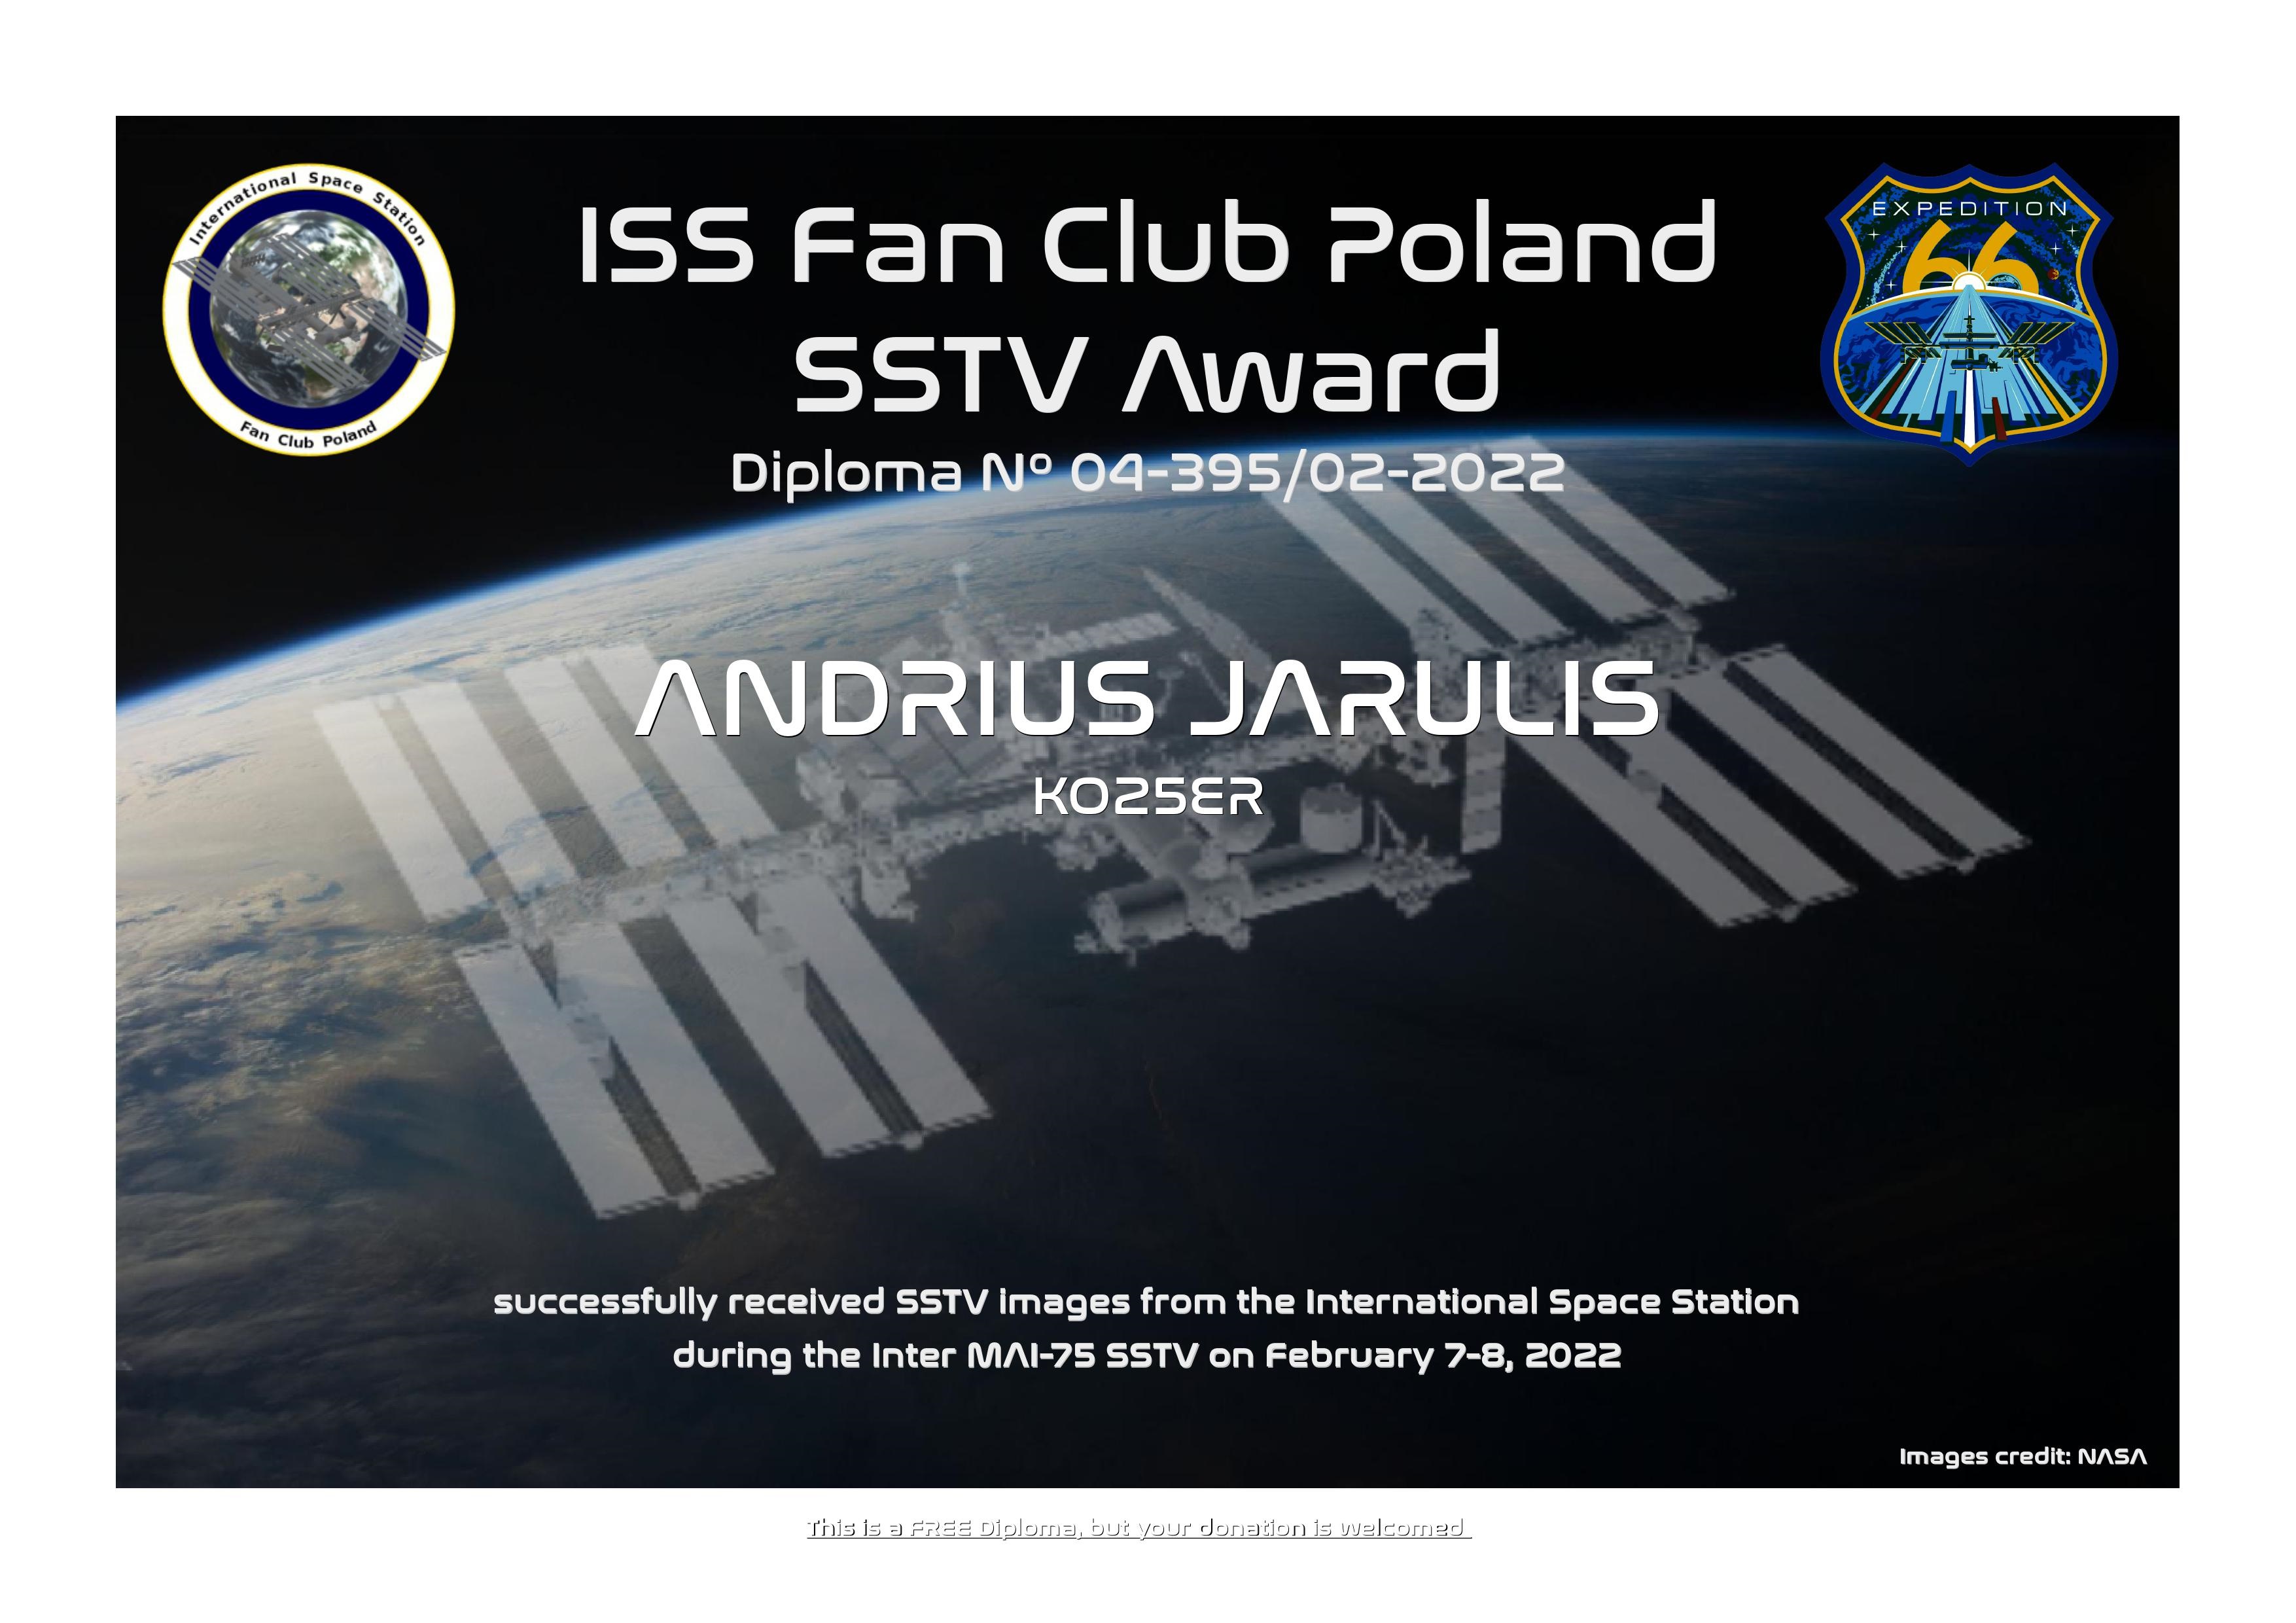 International Space Station
Fan Club Poland
EXPEDITION
66
ISS Fan Club Poland
SSTV Award
Diploma Nº 04-395/02-2022
ANDRIUS JARULIS
KO25ER
successfully received SSTV images from the International Space Station
during the Inter MAI-75 SSTV on February 7-8, 2022
Images credit: NASA
This is a FREE Diploma, but your donation is welcomed